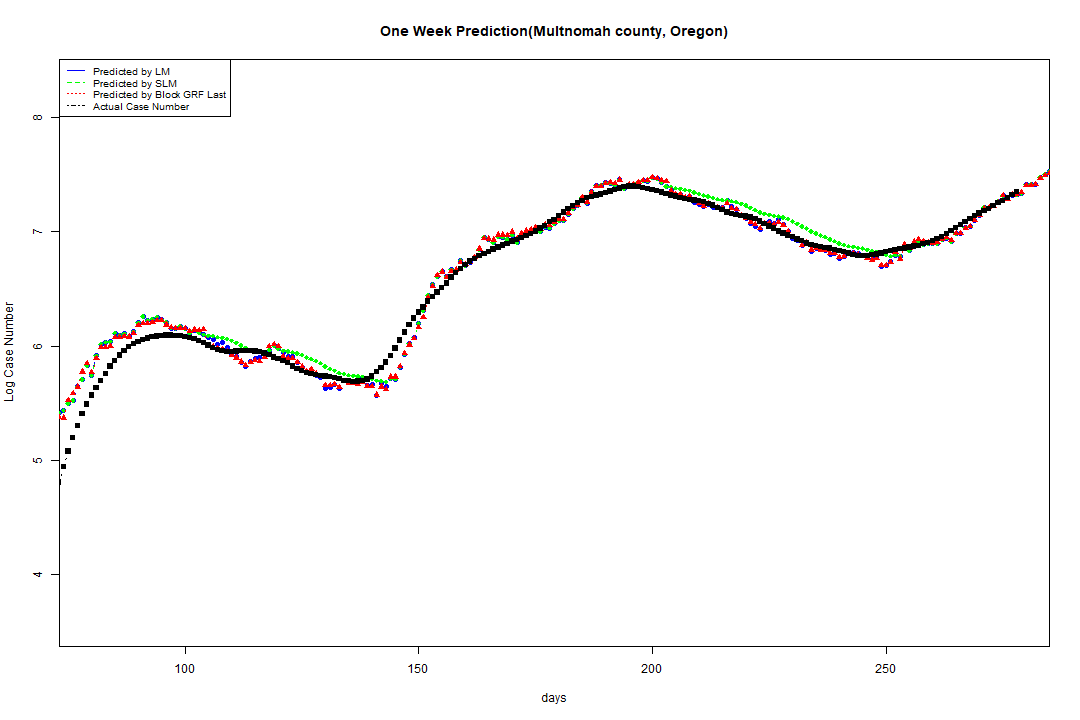 One Week Prediction(Multnomah county, Oregon)
Predicted by LM
Predicted by SLM
Predicted by Block GRF Last
Actual Case Number
8
7
6
5
4
Log Case Number
100 150 200 250
days